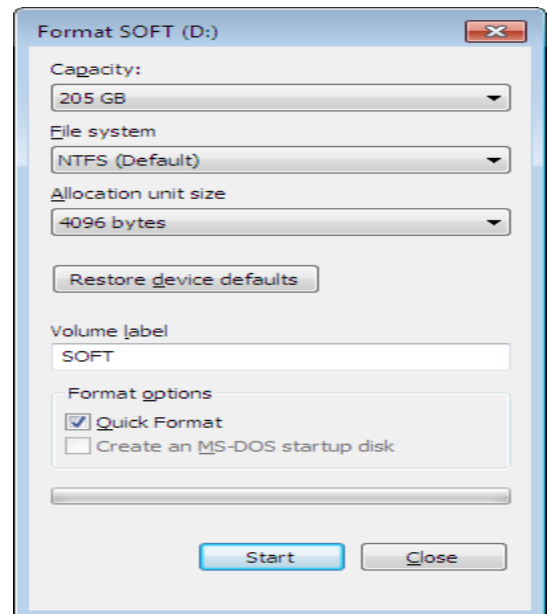 Format SOFT (D:)
Capacity:
205 GB
File system
NTFS (Default)
Allocation unit size
4096 bytes
Restore device defaults
Volume label
SOFT
Format options
Quick Format
Create an MS-DOS startup disk
Start Close